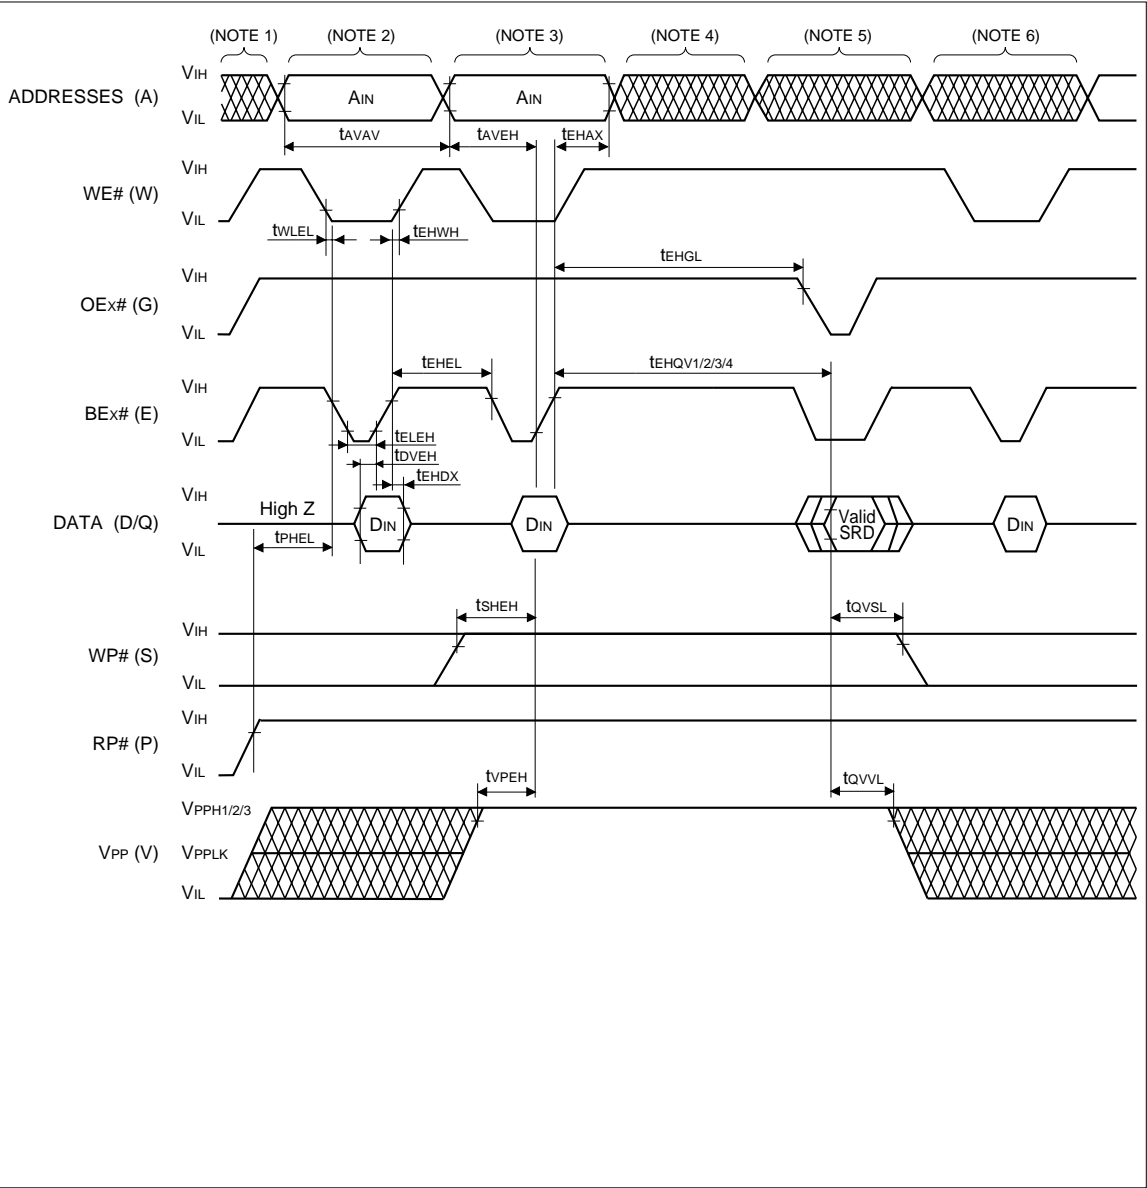 (NOTE 1) (NOTE 2) (NOTE 3) (NOTE 4) (NOTE 5) (NOTE 6)
VIH
ADDRESSES (A) AIN AIN
VIL
tAVAV tAVEH tEHAX
VIH
WE# (W)
VIL
tWLEL tEHWH
tEHGL
VIH
OEX# (G)
VIL
tEHEL tEHQV1/2/3/4
VIH
BEX# (E)
VIL
tELEH
tDVEH
tEHDX
VIH
High Z
DATA (D/Q) DIN DIN Valid SRD DIN
VIL
tPHEL
tSHEH tQVSL
VIH
WP# (S)
VIL
VIH
RP# (P)
VIL
tVPEH tQVVL
VPPH1/2/3
VPP (V) VPPLK
VIL